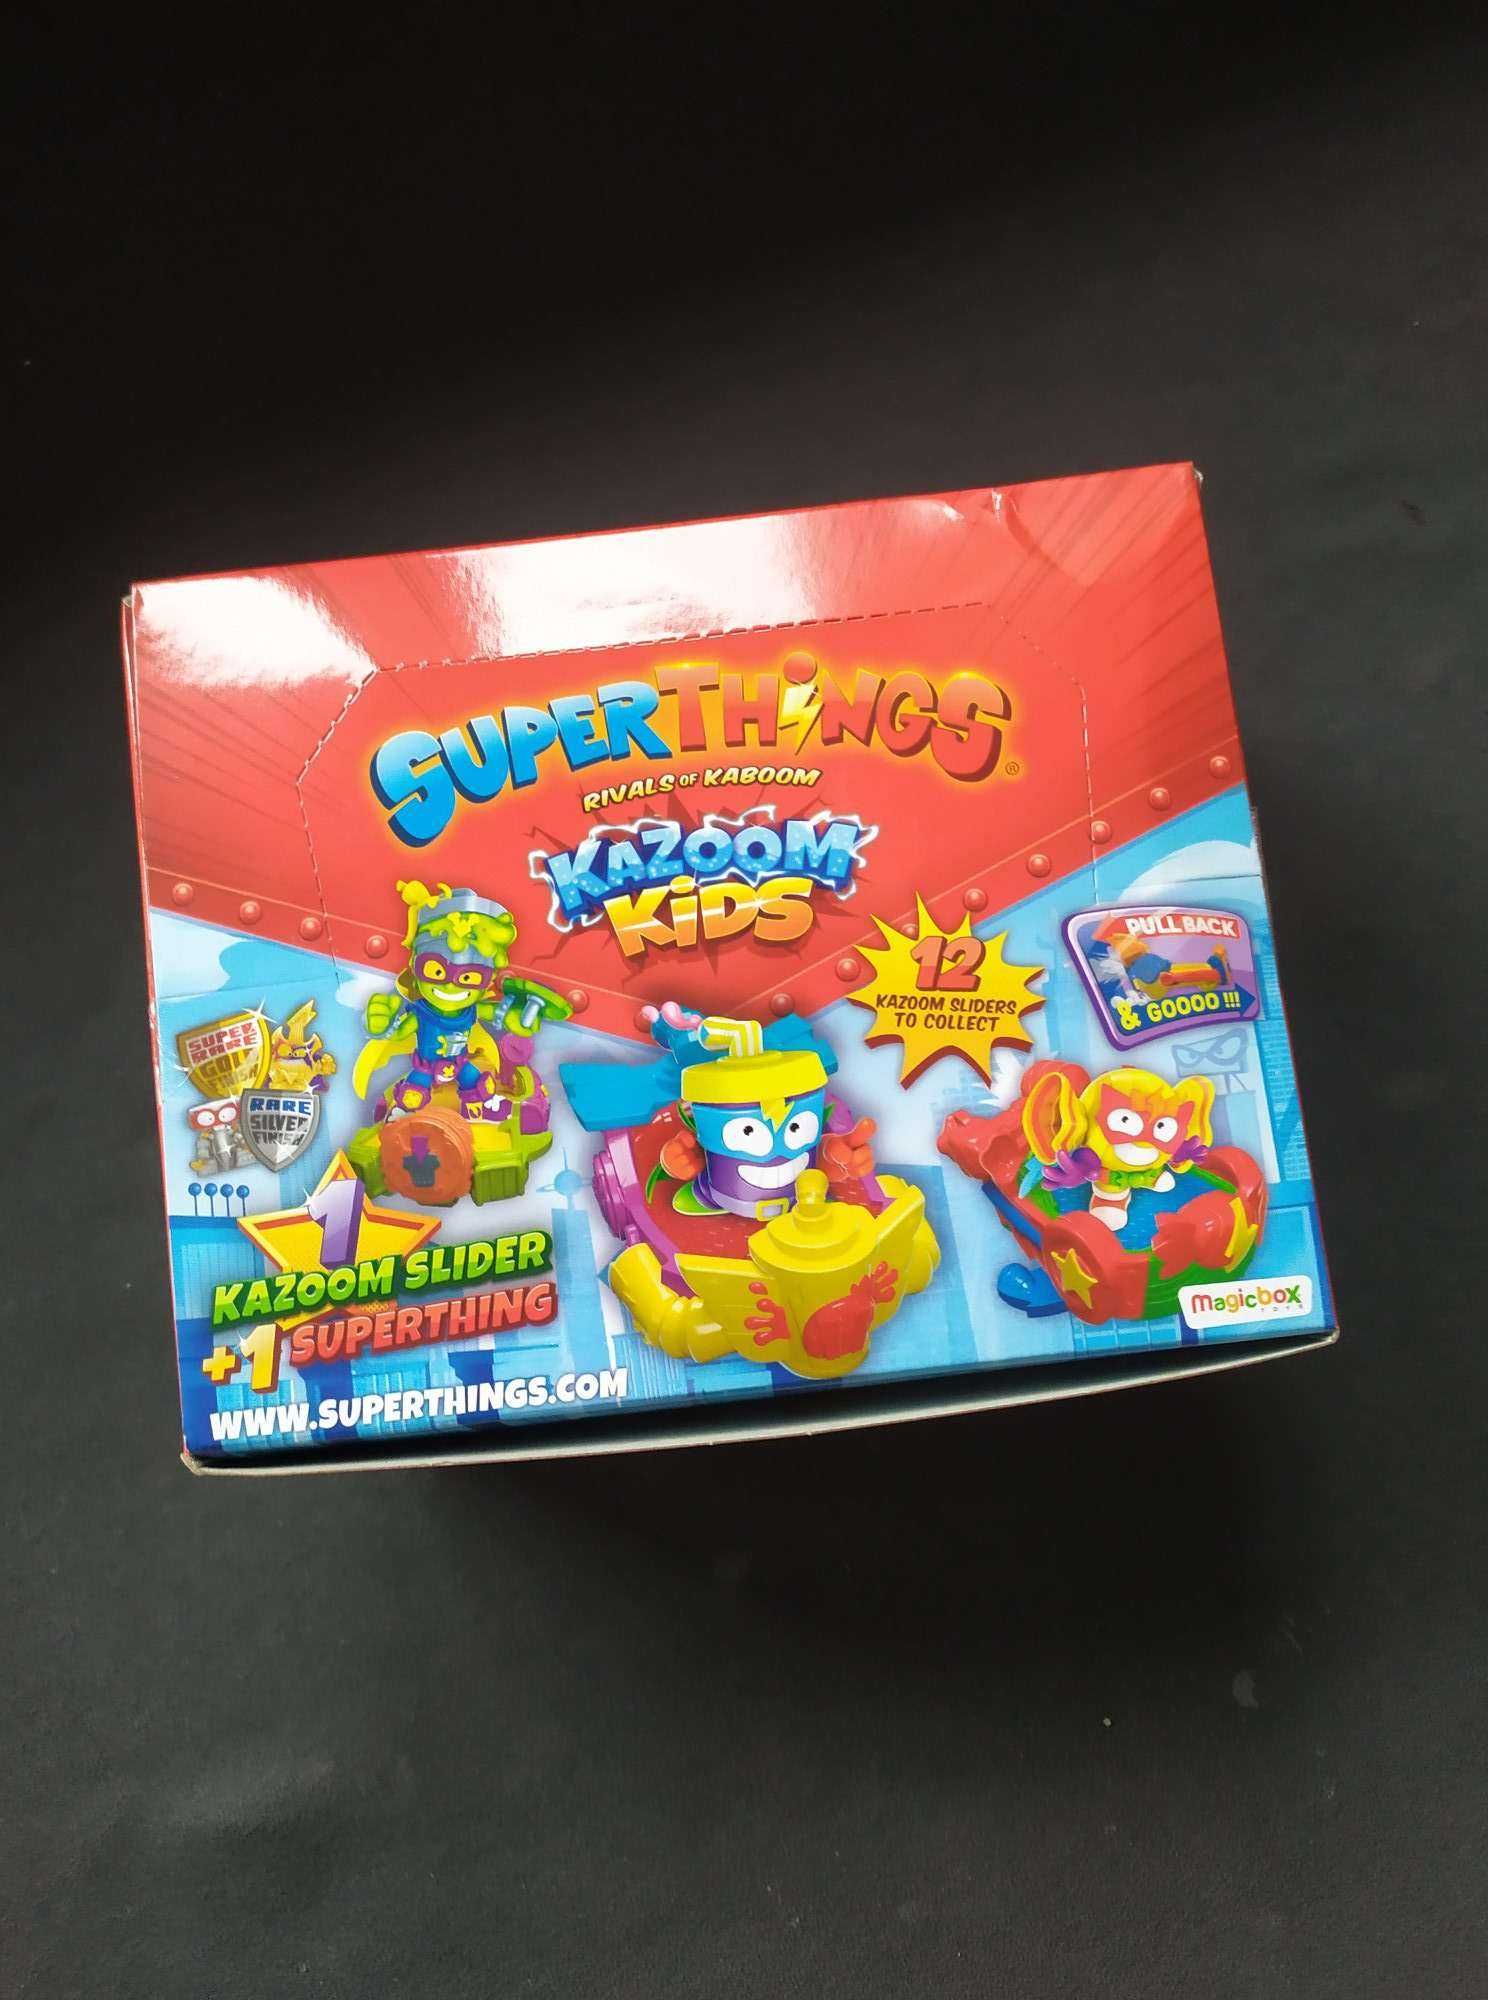 SUPERTHiNGS®
RIVALS OF KABOOM
KAZOOM
KiDS
12
KAZOOM SLIDERS
TO COLLECT
PULL BACK
& GOOOO !!!
SUPER
RARE
GOLD
FINISH
RARE
SILVER
FINISH
1
KAZOOM SLIDER
+1 SUPERTHING
WWW.SUPERTHINGS.COM
magicbox
TOYS